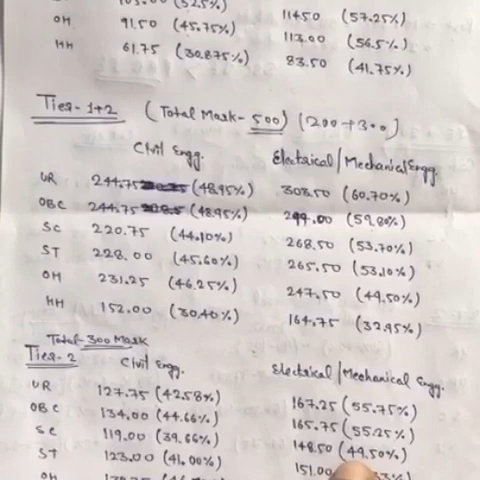 (52.5%)
OH 91.50 (45.75%) 114.50 (57.25%)
HH 61.75 (30.875%) 113.00 (56.5%)
83.50 (41.75%)
Tier-1+2 (Total Mark-500) (200+300)
Civil Engg. Electrical/Mechanical Engg.
UR 244.75 (48.95%) 303.50 (60.70%)
OBC 244.75 (48.95%) 299.00 (59.80%)
SC 220.75 (44.10%) 268.50 (53.70%)
ST 228.00 (45.60%) 265.50 (53.10%)
OH 231.25 (46.25%) 247.50 (49.50%)
HH 152.00 (30.40%) 164.75 (32.95%)
Total-300 Mark
Tier-2 Civil Engg. Electrical/Mechanical Engg.
UR 127.75 (42.58%) 167.25 (55.75%)
OBC 134.00 (44.66%) 165.75 (55.25%)
SC 119.00 (39.66%) 148.50 (49.50%)
ST 123.00 (41.00%) 151.00
OH